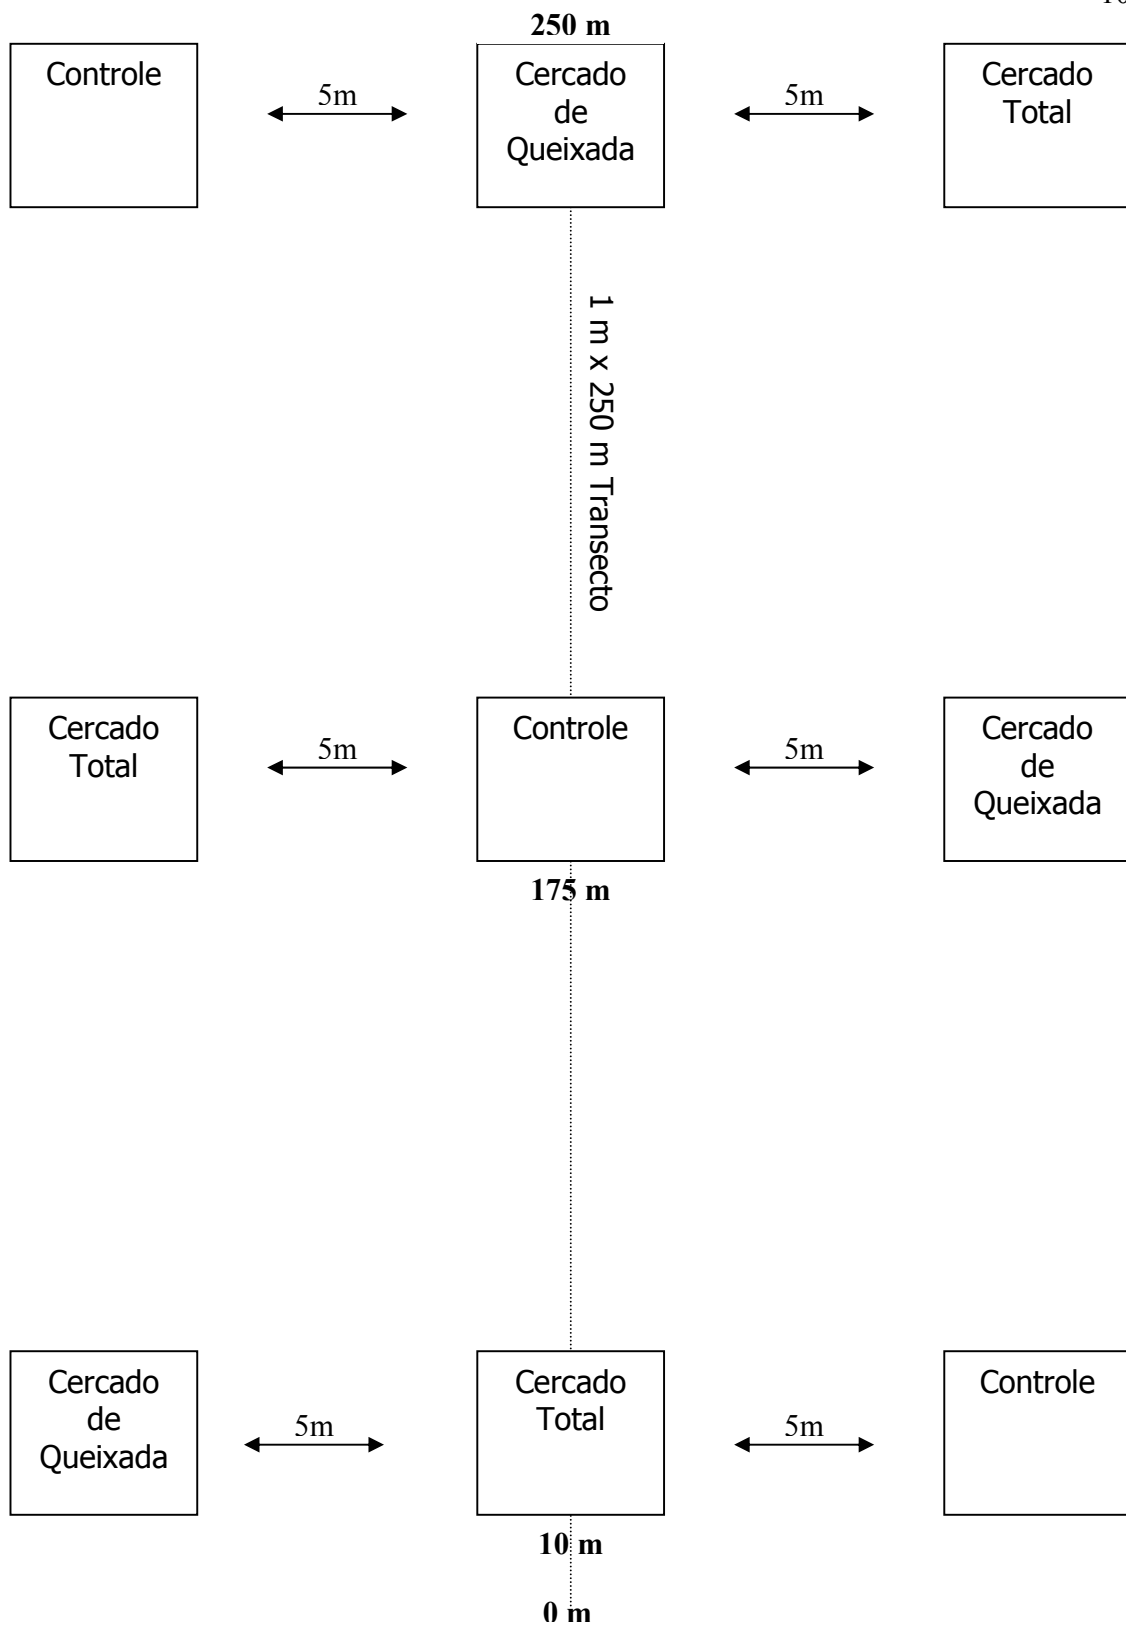 250 m
Controle
5m
Cercado
de
Queixada
5m
Cercado
Total
1 m x 250 m Transecto
Cercado
Total
5m
Controle
5m
Cercado
de
Queixada
175 m
Cercado
de
Queixada
5m
Cercado
Total
5m
Controle
10 m
0 m